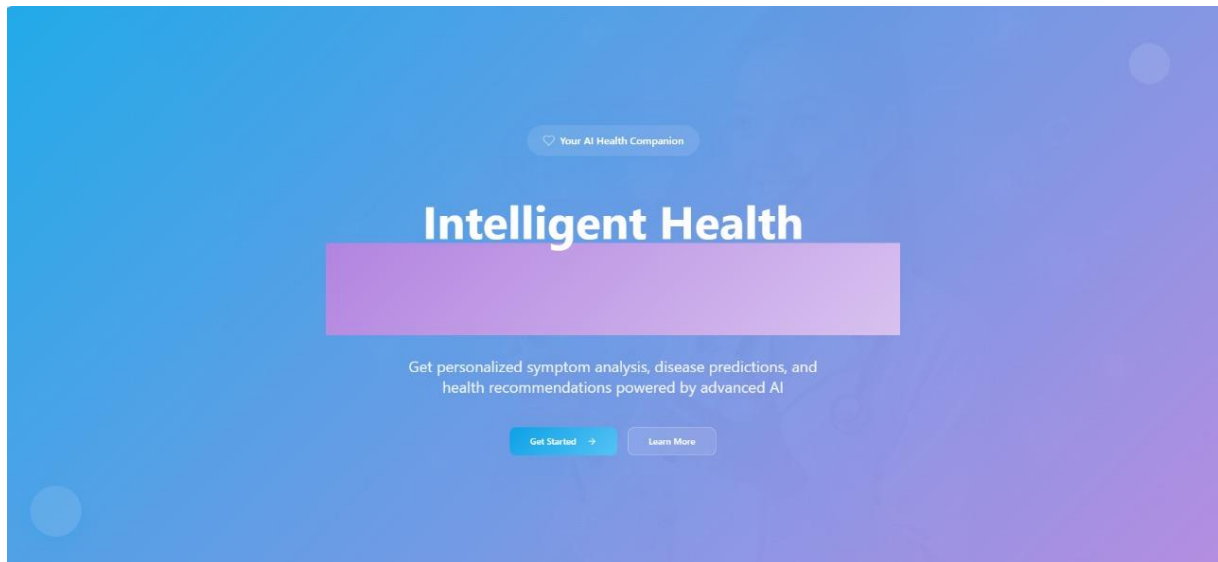 Your AI Health Companion
Intelligent Health
Get personalized symptom analysis, disease predictions, and
health recommendations powered by advanced AI
Get Started →
Learn More